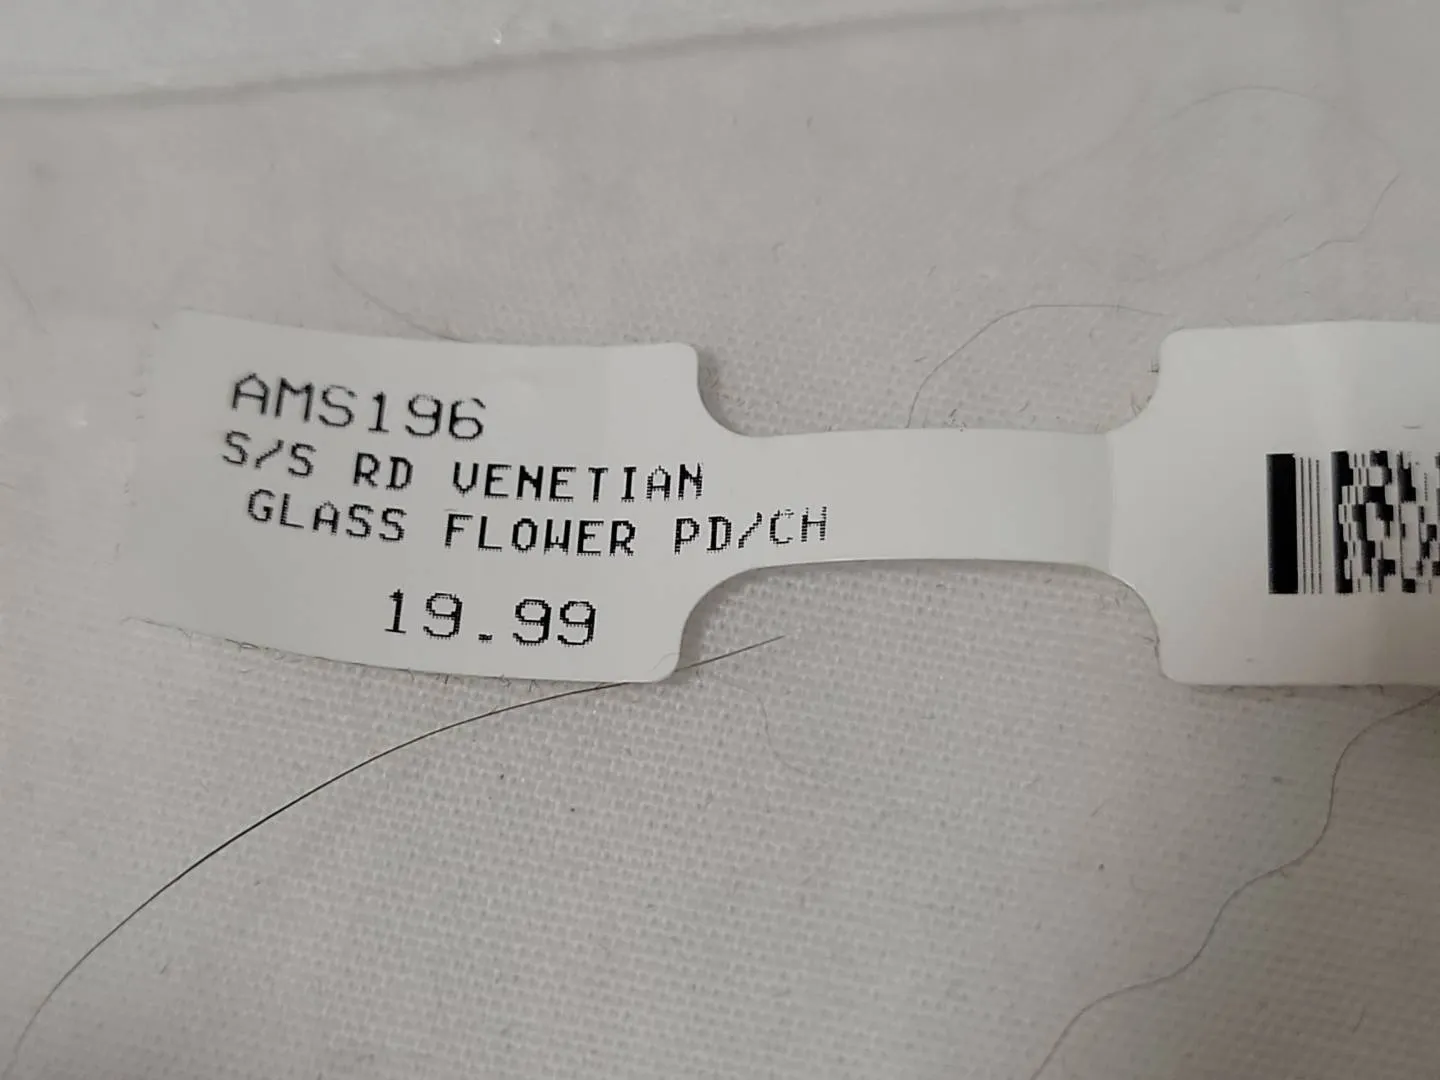 AMS196
S/S RD VENETIAN
GLASS FLOWER PD/CH
19.99